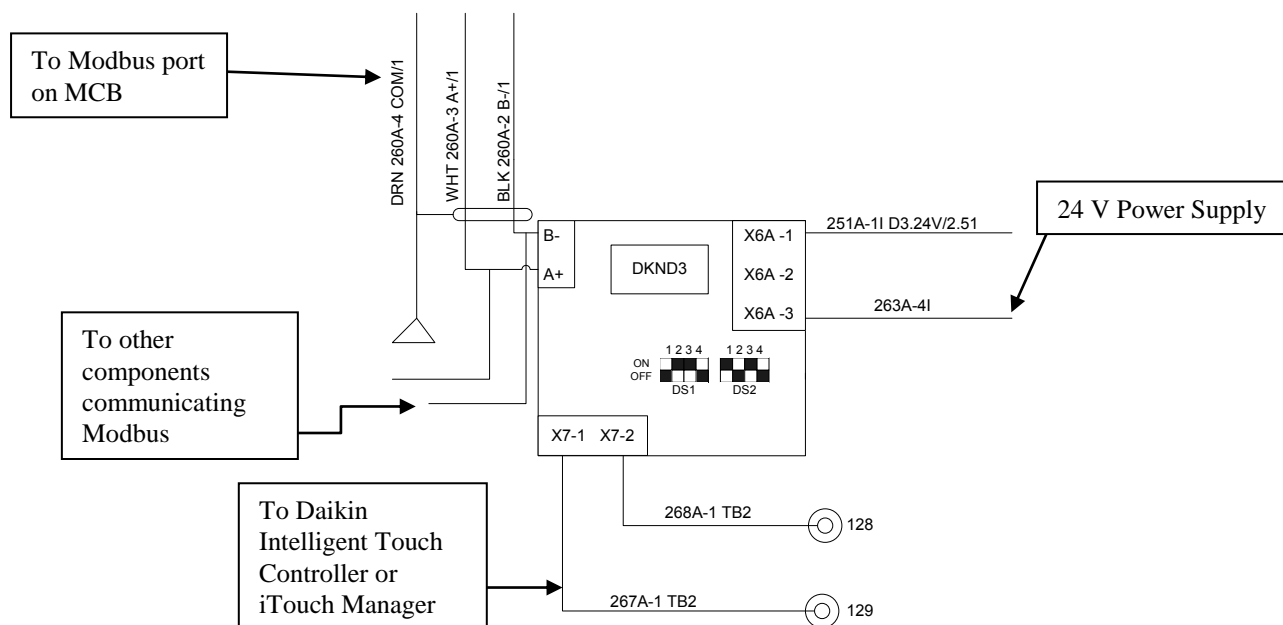 To Modbus port
on MCB
DRN 260A-4 COM/1
WHT 260A-3 A+/1
BLK 260A-2 B-/1
24 V Power Supply
251A-1I D3.24V/2.51
B-
A+
DKND3
X6A -1
X6A -2
X6A -3
263A-4I
To other
components
communicating
Modbus
1 2 3 4
1 2 3 4
ON
OFF
DS1
DS2
X7-1 X7-2
To Daikin
Intelligent Touch
Controller or
iTouch Manager
268A-1 TB2
128
267A-1 TB2
129